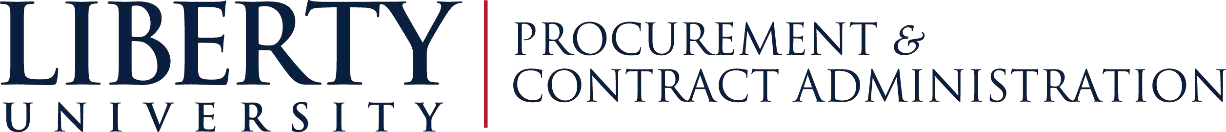 LIBERTY
UNIVERSITY
PROCUREMENT &
CONTRACT ADMINISTRATION